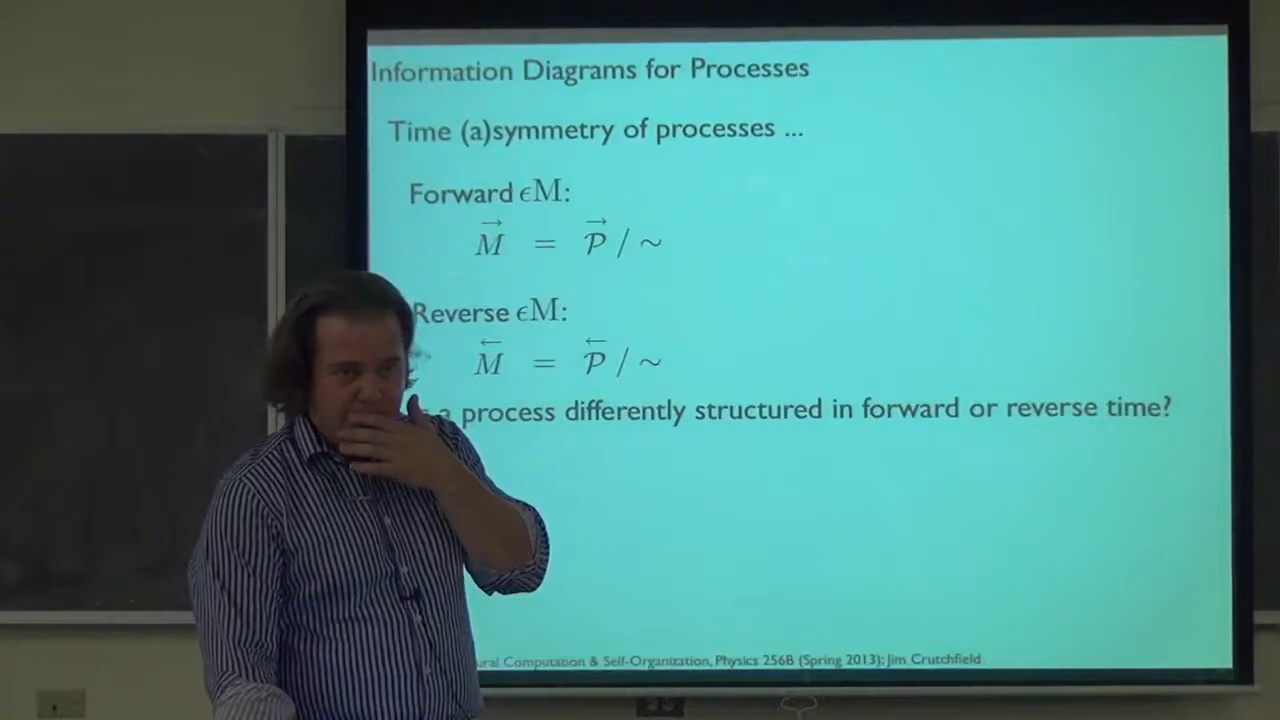 Information Diagrams for Processes
Time (a)symmetry of processes ...
Forward ϵM:
→M = →P / ∼
Reverse ϵM:
←M = ←P / ∼
a process differently structured in forward or reverse time?
Computation & Self-Organization, Physics 256B (Spring 2013); Jim Crutchfield